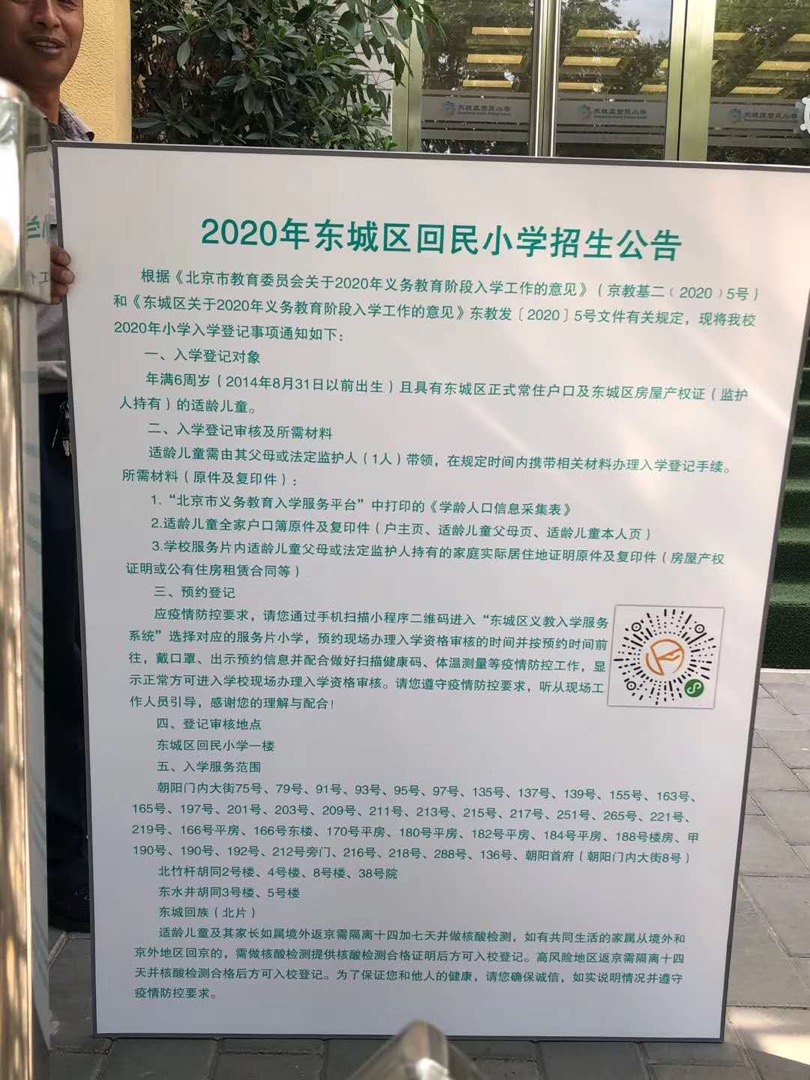 东城区回民小学
东城区回民小学
东城区回民小学
2020年东城区回民小学招生公告
根据《北京市教育委员会关于2020年义务教育阶段入学工作的意见》（京教基二﹝2020﹞5号）
和《东城区关于2020年义务教育阶段入学工作的意见》东教发［2020］5号文件有关规定，现将我校
2020年小学入学登记事项通知如下：
一、入学登记对象
年满6周岁（2014年8月31日以前出生）且具有东城区正式常住户口及东城区房屋产权证（监护
人持有）的适龄儿童。
二、入学登记审核及所需材料
适龄儿童需由其父母或法定监护人（1人）带领，在规定时间内携带相关材料办理入学登记手续。
所需材料（原件及复印件）：
1.“北京市义务教育入学服务平台”中打印的《学龄人口信息采集表》
2.适龄儿童全家户口簿原件及复印件（户主页、适龄儿童父母页、适龄儿童本人页）
3.学校服务片内适龄儿童父母或法定监护人持有的家庭实际居住地证明原件及复印件（房屋产权
证明或公有住房租赁合同等）
三、预约登记
应疫情防控要求，请您通过手机扫描小程序二维码进入“东城区义教入学服务
系统”选择对应的服务片小学，预约现场办理入学资格审核的时间并按预约时间前
往，戴口罩、出示预约信息并配合做好扫描健康码、体温测量等疫情防控工作，显
示正常方可进入学校现场办理入学资格审核。请您遵守疫情防控要求，听从现场工
作人员引导，感谢您的理解与配合！
四、登记审核地点
东城区回民小学一楼
五、入学服务范围
朝阳门内大街75号、79号、91号、93号、95号、97号、135号、137号、139号、155号、163号、
165号、197号、201号、203号、209号、211号、213号、215号、217号、251号、265号、221号、
219号、166号平房、166号东楼、170号平房、180号平房、182号平房、184号平房、188号楼房、甲
190号、190号、192号、212号旁门、216号、218号、288号、136号、朝阳首府（朝阳门内大街8号）
北竹杆胡同2号楼、4号楼、8号楼、38号院
东水井胡同3号楼、5号楼
东城回族（北片）
适龄儿童及其家长如属境外返京需隔离十四加七天并做核酸检测，如有共同生活的家属从境外和
京外地区回京的，需做核酸检测提供核酸检测合格证明后方可入校登记。高风险地区返京需隔离十四
天并核酸检测合格后方可入校登记。为了保证您和他人的健康，请您确保诚信，如实说明情况并遵守
疫情防控要求。